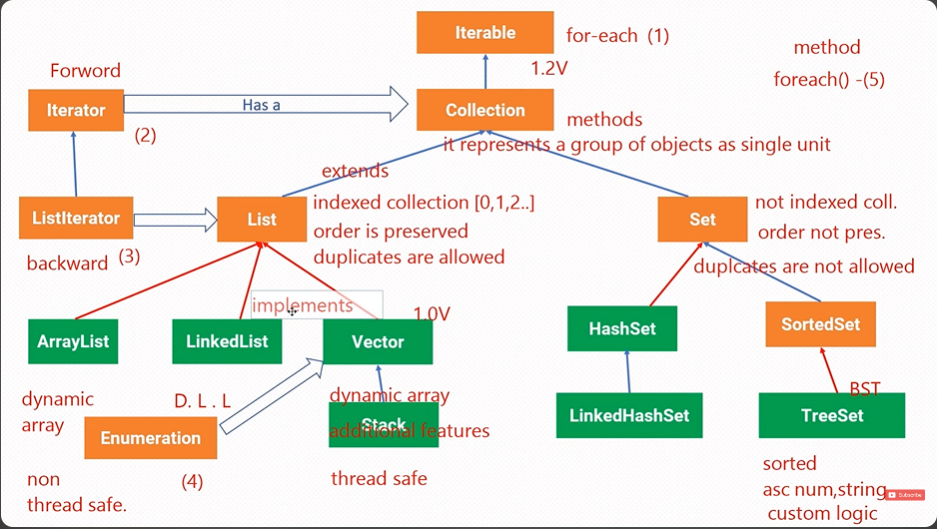 Iterable
for-each (1)
method
foreach() -(5)
1.2V
Forword
Iterator
Has a
Collection
(2)
methods
it represents a group of objects as single unit
extends
ListIterator
List
indexed collection [0,1,2..]
order is preserved
duplicates are allowed
Set
not indexed coll.
order not pres.
duplcates are not allowed
backward (3)
implements
1.0V
ArrayList
LinkedList
Vector
HashSet
SortedSet
dynamic
array
D. L . L
dynamic array
Stack
additional features
BST
Enumeration
LinkedHashSet
TreeSet
non
thread safe.
(4)
thread safe
sorted
asc num,string
custom logic
Subscribe